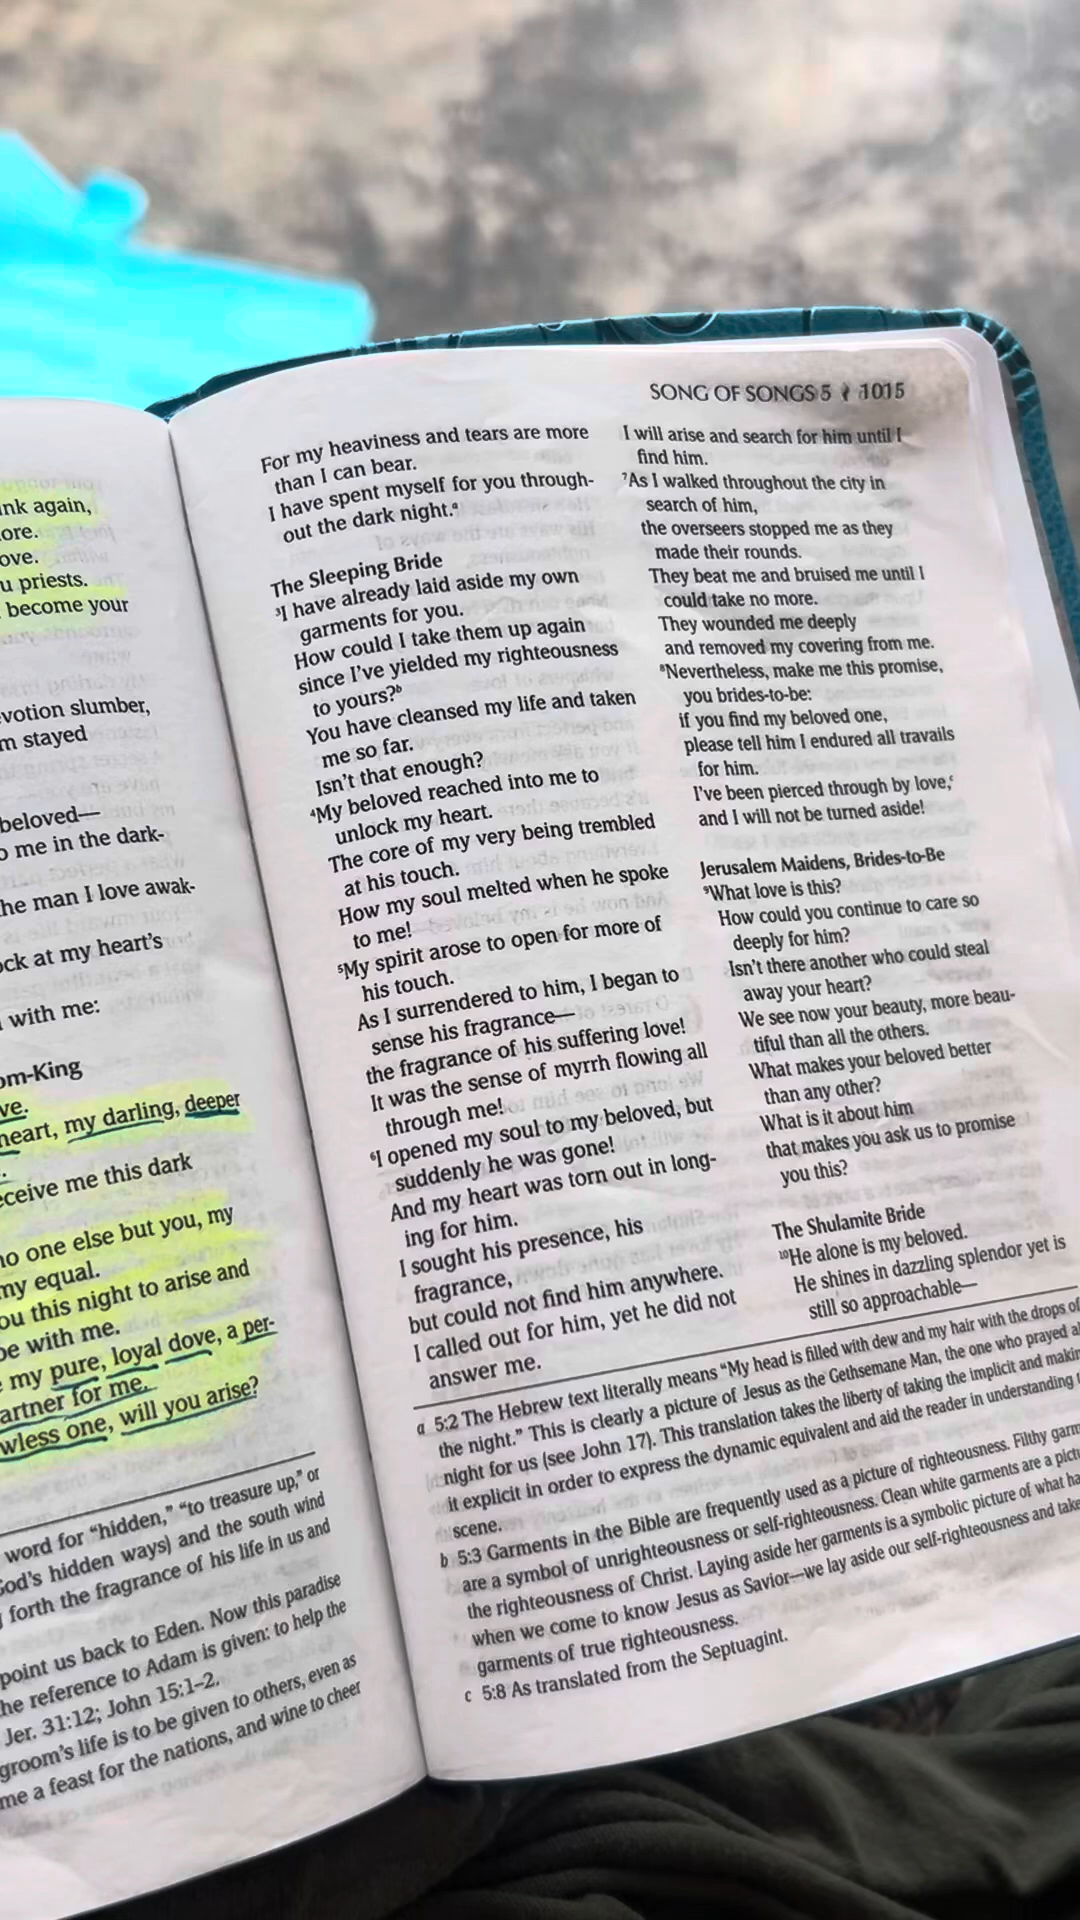 ink again,
ore.
ove.
u priests.
become your
votion slumber,
m stayed
beloved—
o me in the dark-
he man I love awak-
ock at my heart's
with me:
om-King
ve.
heart, my darling, deeper
eceive me this dark
no one else but you, my
my equal.
ou this night to arise and
be with me.
my pure, loyal dove, a per-
artner for me.
wless one, will you arise?
word for “hidden,” “to treasure up,” or
God's hidden ways) and the south wind
forth the fragrance of his life in us and
point us back to Eden. Now this paradise
he reference to Adam is given: to help the
Jer. 31:12; John 15:1–2.
groom's life is to be given to others, even as
me a feast for the nations, and wine to cheer
SONG OF SONGS 5 1015
For my heaviness and tears are more
than I can bear.
I have spent myself for you through-
out the dark night.a
The Sleeping Bride
3I have already laid aside my own
garments for you.
How could I take them up again
since I've yielded my righteousness
to yours?b
You have cleansed my life and taken
me so far.
Isn't that enough?
4My beloved reached into me to
unlock my heart.
The core of my very being trembled
at his touch.
How my soul melted when he spoke
to me!
5My spirit arose to open for more of
his touch.
As I surrendered to him, I began to
sense his fragrance—
the fragrance of his suffering love!
It was the sense of myrrh flowing all
through me!
6I opened my soul to my beloved, but
suddenly he was gone!
And my heart was torn out in long-
ing for him.
I sought his presence, his
fragrance,
but could not find him anywhere.
I called out for him, yet he did not
answer me.
I will arise and search for him until I
find him.
7As I walked throughout the city in
search of him,
the overseers stopped me as they
made their rounds.
They beat me and bruised me until I
could take no more.
They wounded me deeply
and removed my covering from me.
8Nevertheless, make me this promise,
you brides-to-be:
if you find my beloved one,
please tell him I endured all travails
for him.
I've been pierced through by love,c
and I will not be turned aside!
Jerusalem Maidens, Brides-to-Be
9What love is this?
How could you continue to care so
deeply for him?
Isn't there another who could steal
away your heart?
We see now your beauty, more beau-
tiful than all the others.
What makes your beloved better
than any other?
What is it about him
that makes you ask us to promise
you this?
The Shulamite Bride
10He alone is my beloved.
He shines in dazzling splendor yet is
still so approachable—
a 5:2 The Hebrew text literally means “My head is filled with dew and my hair with the drops of
the night.” This is clearly a picture of Jesus as the Gethsemane Man, the one who prayed al
night for us (see John 17). This translation takes the liberty of taking the implicit and makin
it explicit in order to express the dynamic equivalent and aid the reader in understanding t
scene.
b 5:3 Garments in the Bible are frequently used as a picture of righteousness. Filthy garm
are a symbol of unrighteousness or self-righteousness. Clean white garments are a pictu
the righteousness of Christ. Laying aside her garments is a symbolic picture of what ha
when we come to know Jesus as Savior—we lay aside our self-righteousness and take
garments of true righteousness.
c 5:8 As translated from the Septuagint.